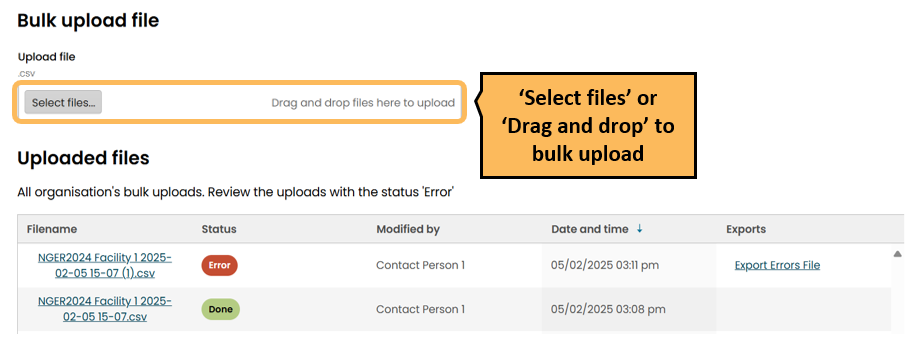 Bulk upload file
Upload file
.csv
Select files...
Drag and drop files here to upload
‘Select files’ or
‘Drag and drop’ to
bulk upload
Uploaded files
All organisation's bulk uploads. Review the uploads with the status 'Error'
Filename Status Modified by Date and time ↓ Exports
NGER2024 Facility 1 2025-
02-05 15-07 (1).csv
Error Contact Person 1 05/02/2025 03:11 pm Export Errors File
NGER2024 Facility 1 2025-
02-05 15-07.csv
Done Contact Person 1 05/02/2025 03:08 pm